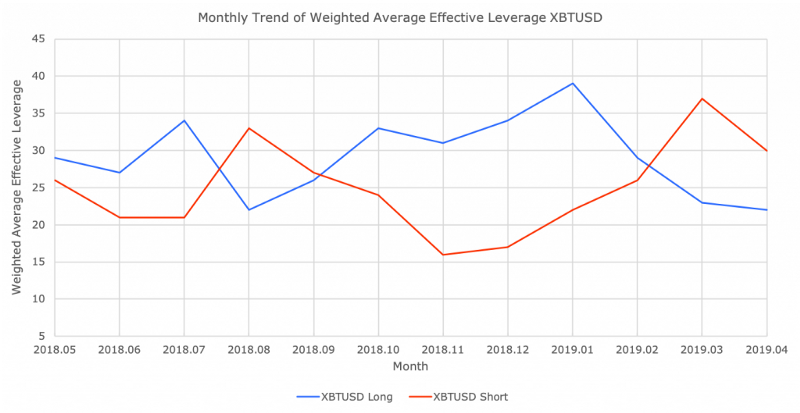 Monthly Trend of Weighted Average Effective Leverage XBTUSD
Weighted Average Effective Leverage
45
40
35
30
25
20
15
10
5
2018.05 2018.06 2018.07 2018.08 2018.09 2018.10 2018.11 2018.12 2019.01 2019.02 2019.03 2019.04
Month
XBTUSD Long XBTUSD Short